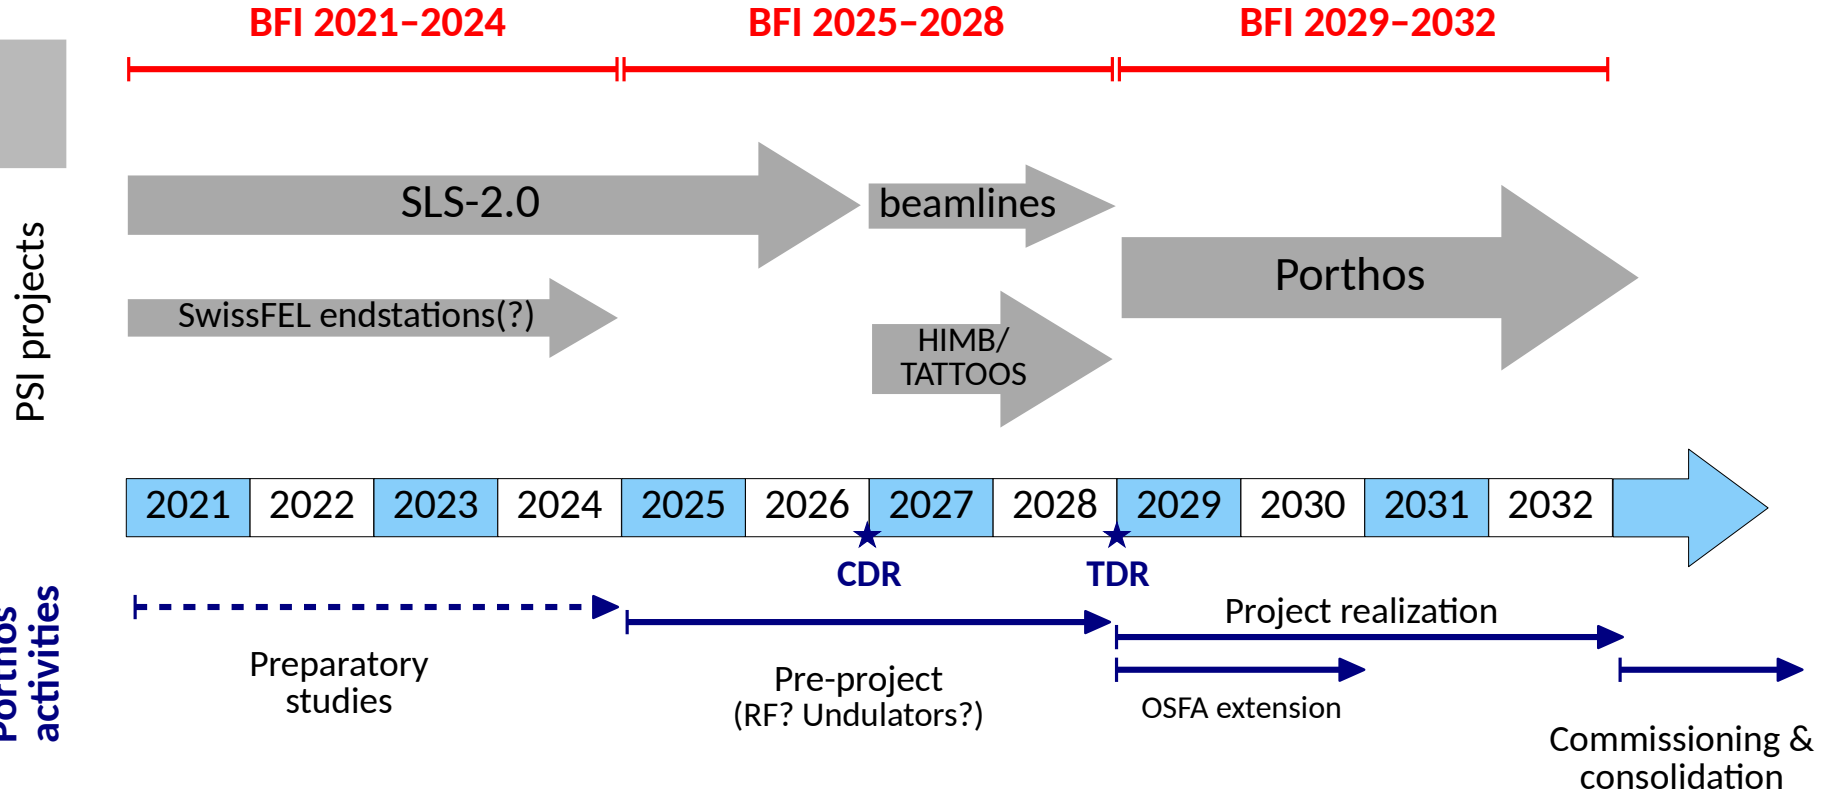 BFI 2021–2024
BFI 2025–2028
BFI 2029–2032
PSI projects
SLS-2.0
beamlines
SwissFEL endstations(?)
HIMB/
TATTOOS
Porthos
2021
2022
2023
2024
2025
2026
2027
2028
2029
2030
2031
2032
CDR
TDR
Porthos
activities
Preparatory
studies
Pre-project
(RF? Undulators?)
Project realization
OSFA extension
Commissioning &
consolidation